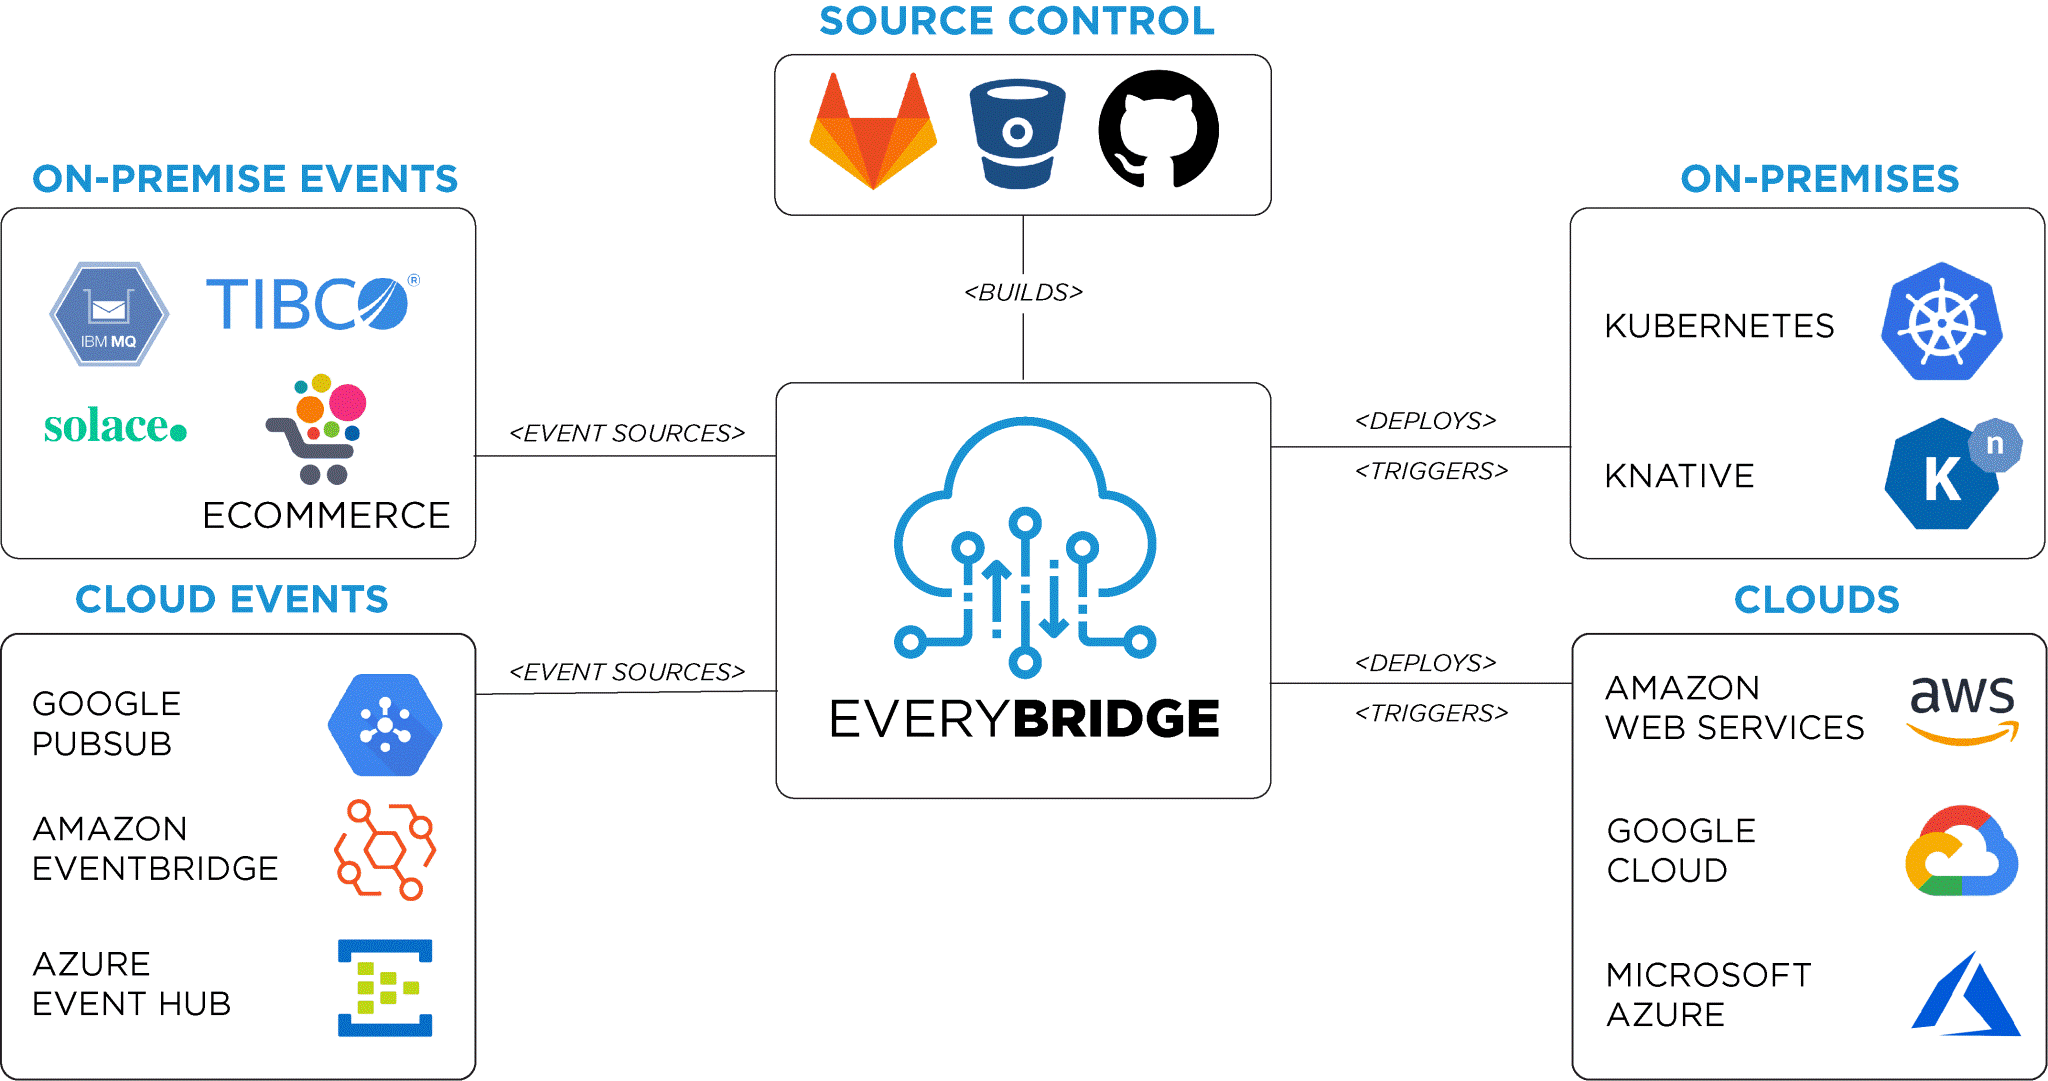 SOURCE CONTROL
ON-PREMISE EVENTS
IBM MQ
TIBCO®
solace.
ECOMMERCE
CLOUD EVENTS
GOOGLE
PUBSUB
AMAZON
EVENTBRIDGE
AZURE
EVENT HUB
<BUILDS>
<EVENT SOURCES>
<EVENT SOURCES>
EVERYBRIDGE
<DEPLOYS>
<TRIGGERS>
<DEPLOYS>
<TRIGGERS>
ON-PREMISES
KUBERNETES
KNATIVE
K
n
CLOUDS
AMAZON
WEB SERVICES
aws
GOOGLE
CLOUD
MICROSOFT
AZURE